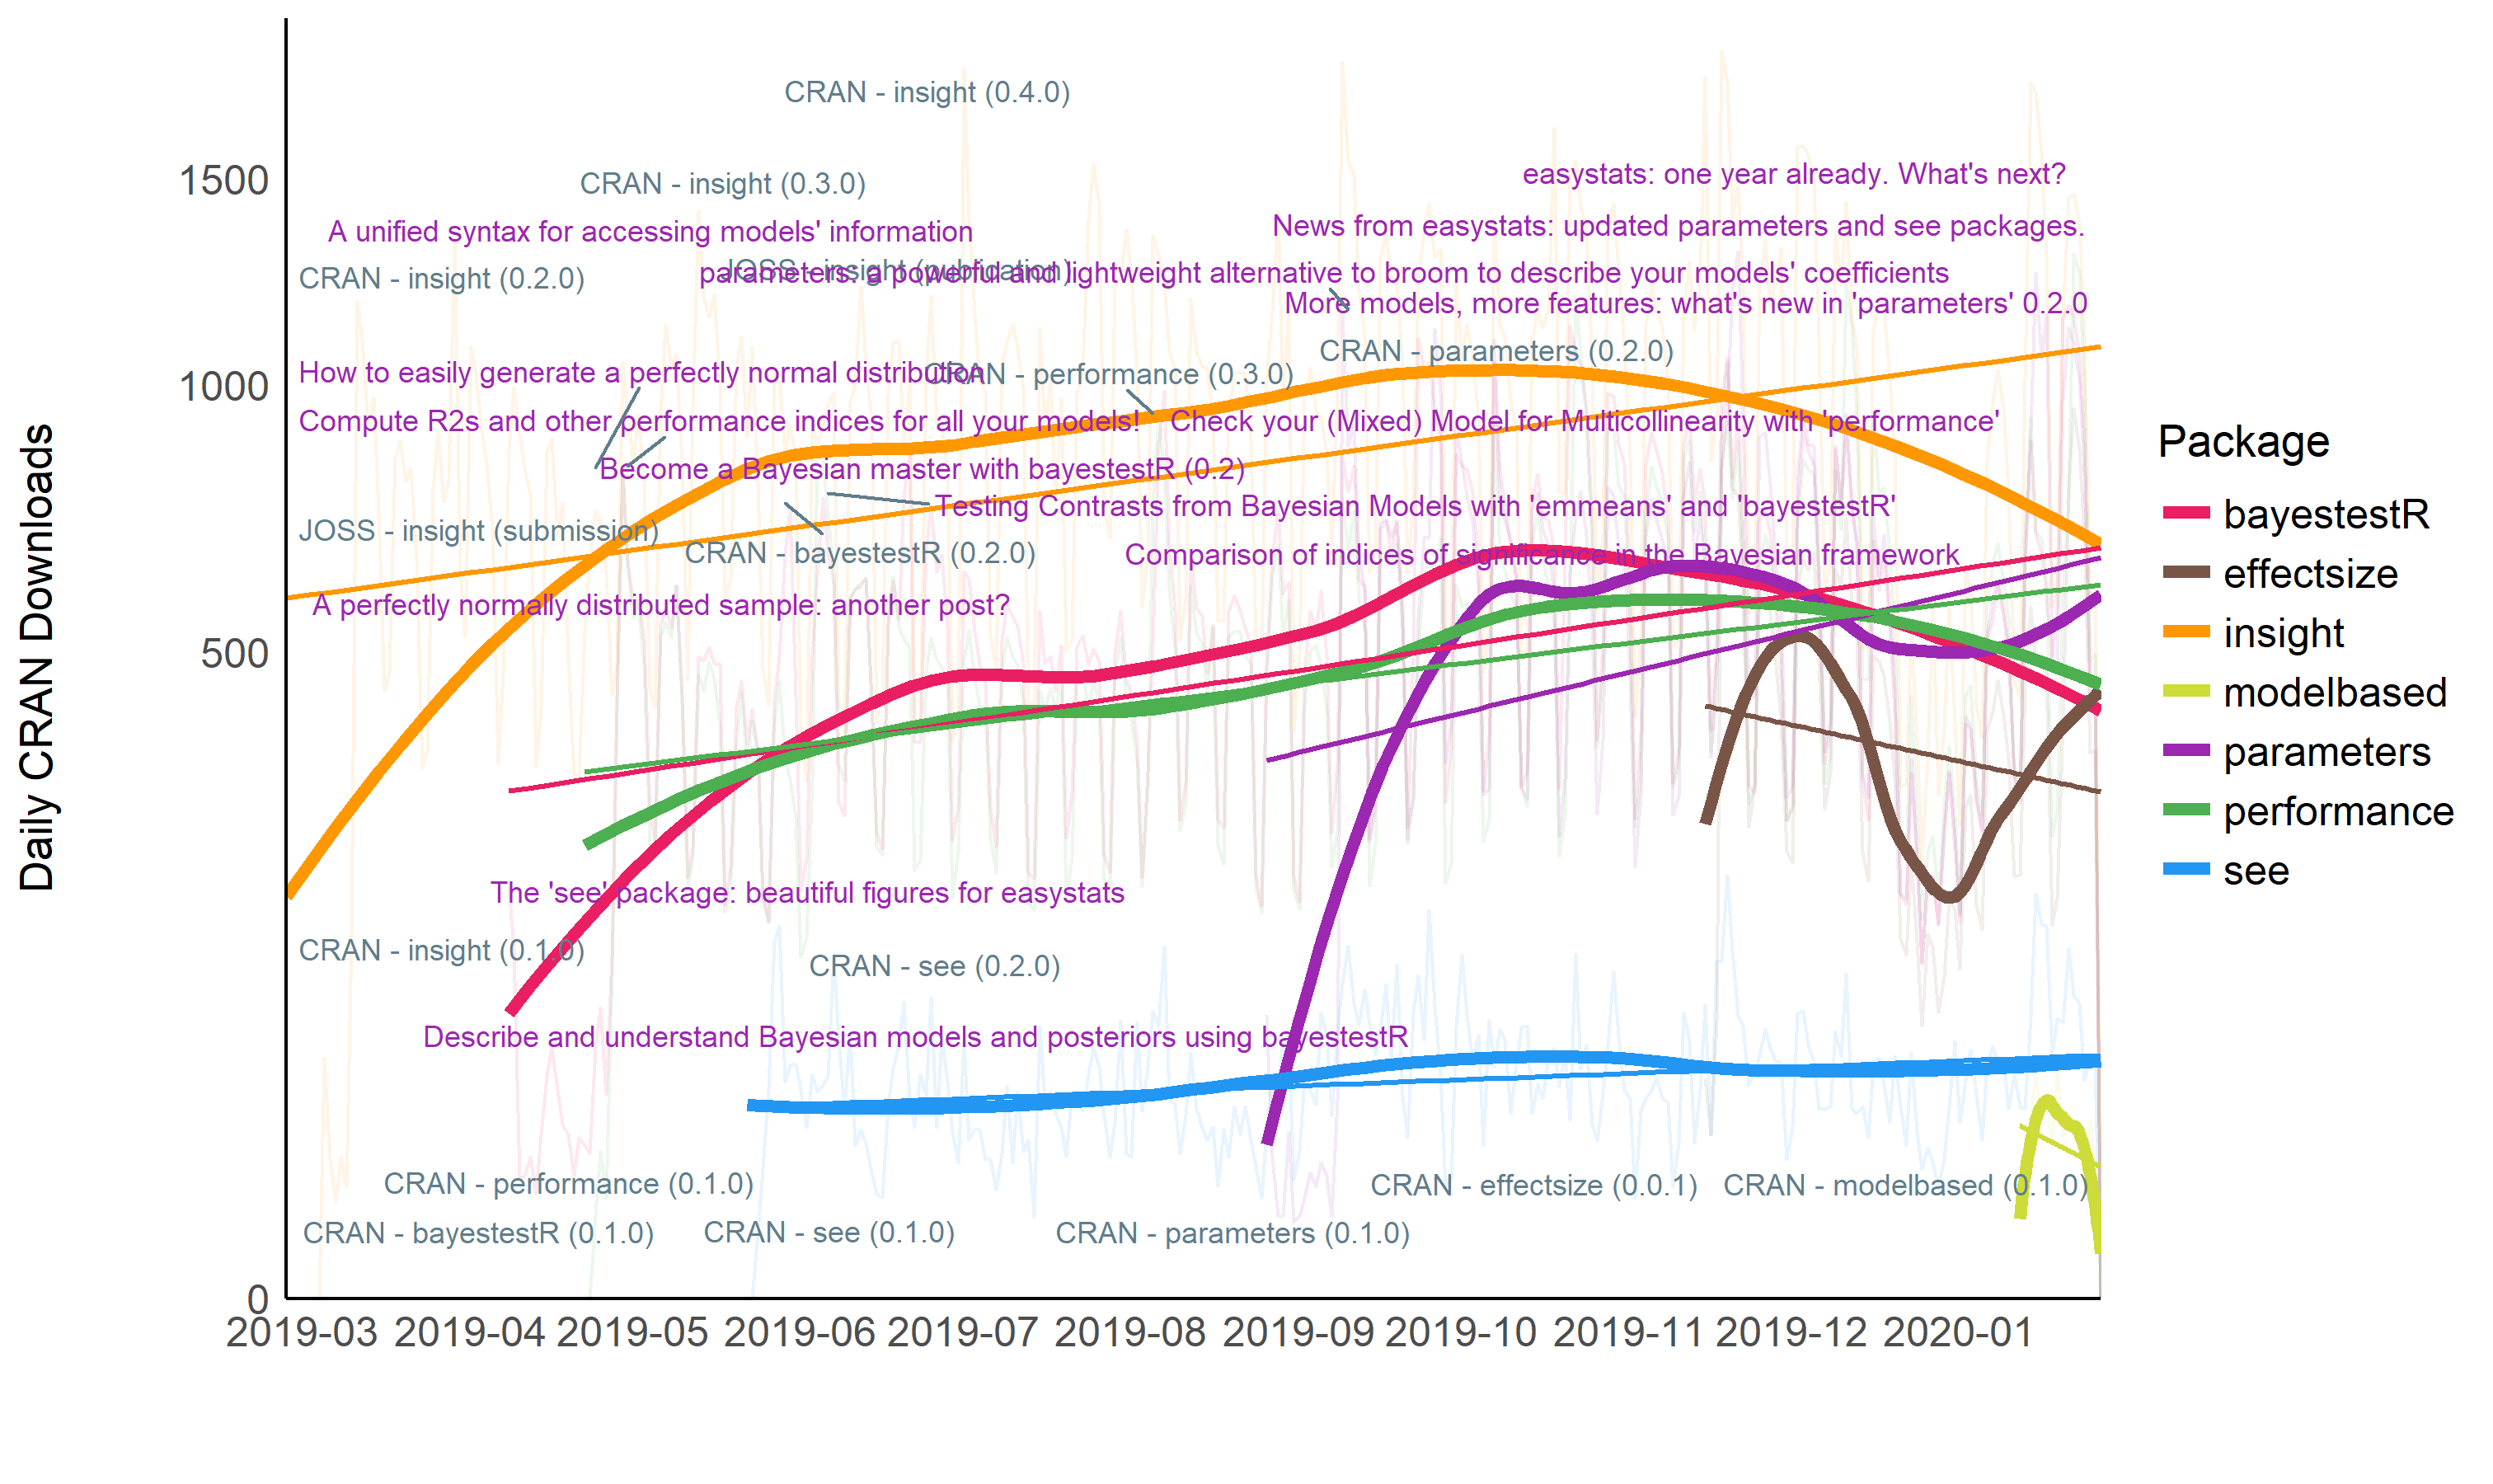 CRAN - insight (0.4.0)
CRAN - insight (0.3.0)
easystats: one year already. What's next?
A unified syntax for accessing models' information
News from easystats: updated parameters and see packages.
CRAN - insight (0.2.0)
JOSS - insight (publication)
parameters: a powerful and lightweight alternative to broom to describe your models' coefficients
More models, more features: what's new in 'parameters' 0.2.0
CRAN - parameters (0.2.0)
How to easily generate a perfectly normal distribution
CRAN - performance (0.3.0)
Compute R2s and other performance indices for all your models!
Check your (Mixed) Model for Multicollinearity with 'performance'
Become a Bayesian master with bayestestR (0.2)
Testing Contrasts from Bayesian Models with 'emmeans' and 'bayestestR'
JOSS - insight (submission)
CRAN - bayestestR (0.2.0)
Comparison of indices of significance in the Bayesian framework
A perfectly normally distributed sample: another post?
The 'see' package: beautiful figures for easystats
CRAN - insight (0.1.0)
CRAN - see (0.2.0)
Describe and understand Bayesian models and posteriors using bayestestR
CRAN - performance (0.1.0)
CRAN - effectsize (0.0.1)
CRAN - modelbased (0.1.0)
CRAN - bayestestR (0.1.0)
CRAN - see (0.1.0)
CRAN - parameters (0.1.0)
Daily CRAN Downloads
1500
1000
500
0
2019-03
2019-04
2019-05
2019-06
2019-07
2019-08
2019-09
2019-10
2019-11
2019-12
2020-01
Package
bayestestR
effectsize
insight
modelbased
parameters
performance
see